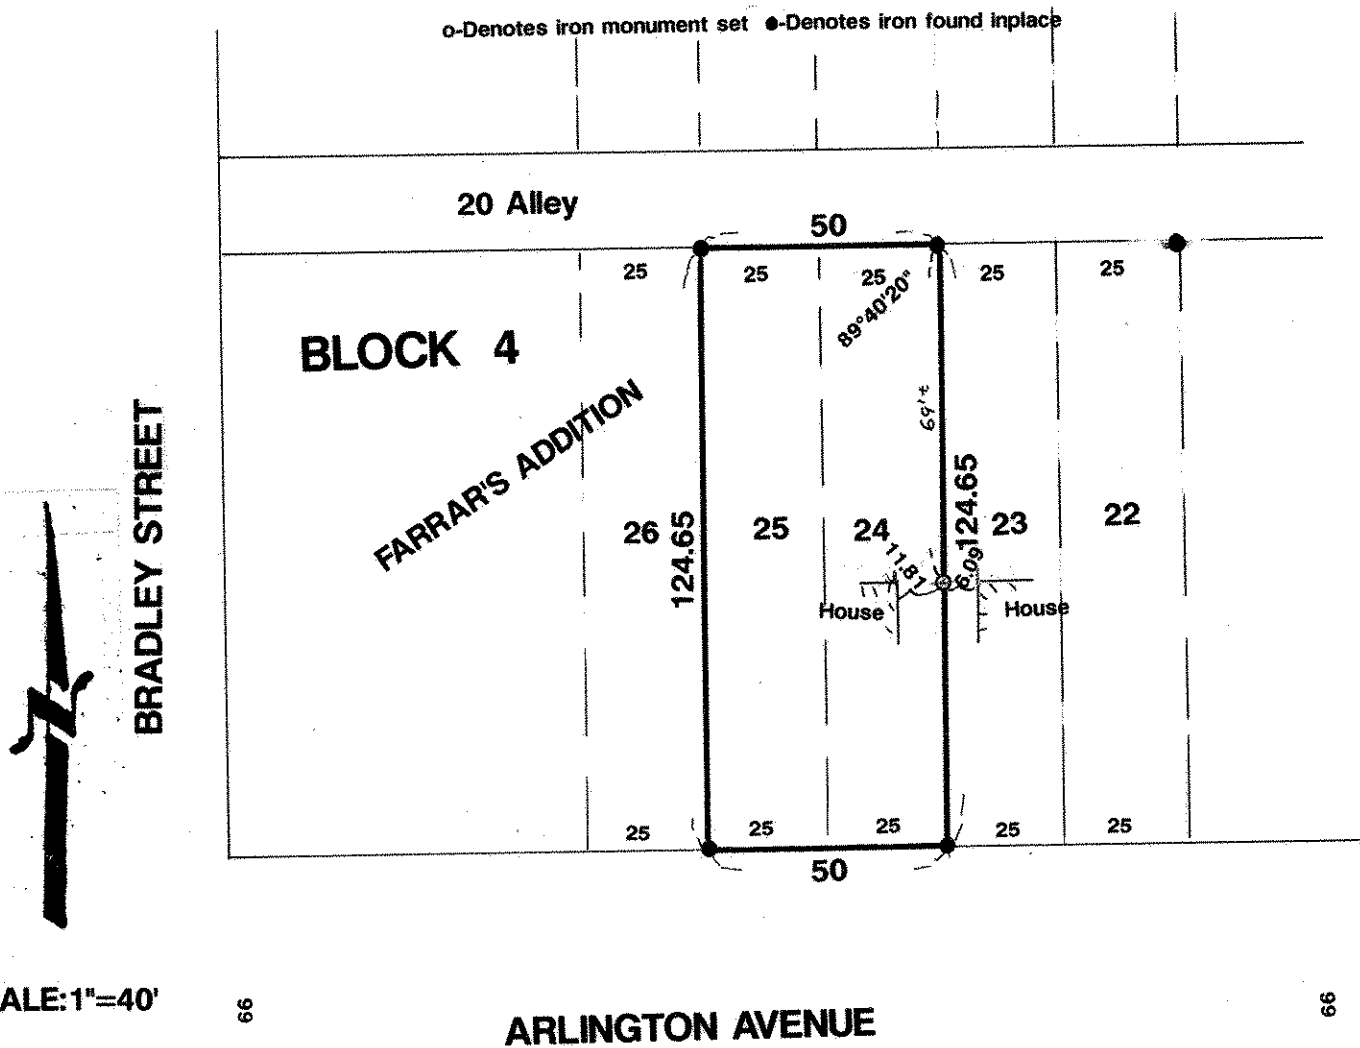 o-Denotes iron monument set ●-Denotes iron found inplace
20 Alley
50
25 25 25 25 25
89°40'20"
BLOCK 4
FARRAR'S ADDITION
BRADLEY STREET
69'±
124.65
124.65
26 25 24 23 22
11.81
6.09
House House
25 25 25 25 25
50
ALE:1"=40'
66
ARLINGTON AVENUE
66